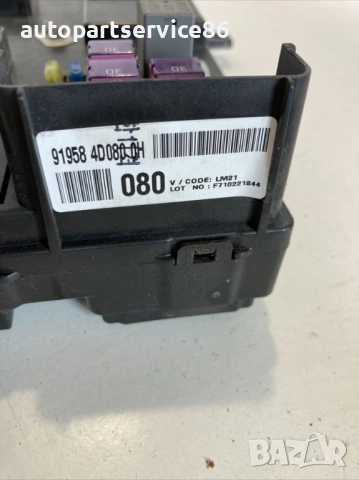 autopartservice86
30
30
91958 4D080 0H
080
V / CODE: LM21
LOT NO : F710221844
bazar